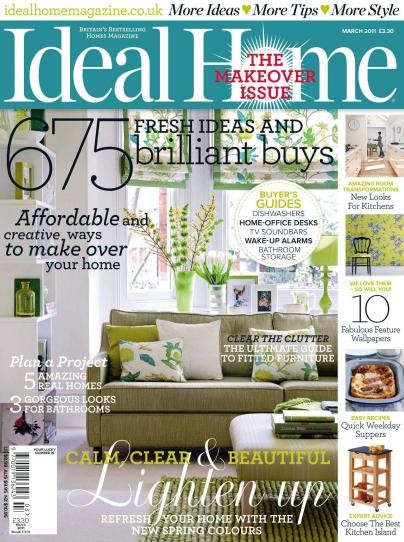 idealhomemagazine.co.uk More Ideas ♥ More Tips ♥ More Style
BRITAIN'S BESTSELLING
HOMES MAGAZINE
MARCH 2011 £3.30
Ideal Home
THE
MAKEOVER
ISSUE
675 FRESH IDEAS AND
brilliant buys
Affordable and
creative ways
to make over
your home
BUYER'S
GUIDES
DISHWASHERS
HOME-OFFICE DESKS
TV SOUNDBARS
WAKE-UP ALARMS
BATHROOM
STORAGE
AMAZING ROOM
TRANSFORMATIONS
New Looks
For Kitchens
WE LOVE THEM
– SO WILL YOU!
10
Fabulous Feature
Wallpapers
CLEAR THE CLUTTER
THE ULTIMATE GUIDE
TO FITTED FURNITURE
Plan a Project
5 AMAZING
REAL HOMES
3 GORGEOUS LOOKS
FOR BATHROOMS
EASY RECIPES
Quick Weekday
Suppers
YOUR LUCKY
NUMBER IS
CALM, CLEAR & BEAUTIFUL
Lighten up
REFRESH YOUR HOME WITH THE
NEW SPRING COLOURS
EXPERT ADVICE
Choose The Best
Kitchen Island
£3.30
March
2011